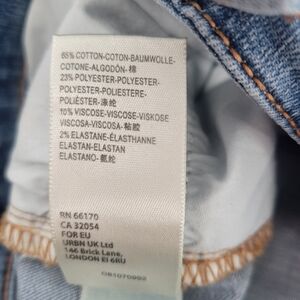 65% COTTON-COTON-BAUMWOLLE-
COTONE-ALGODÓN-棉
23% POLYESTER-POLYESTER-
POLYESTER-POLIESTERE-
POLIÉSTER-涤纶
10% VISCOSE-VISCOSE-VISKOSE
VISCOSA-VISCOSA-粘胶
2% ELASTANE-ÉLASTHANNE
ELASTAN-ELASTAN
ELASTANO-氨纶
RN 66170
CA 32054
FOR EU
URBN UK Ltd
146 Brick Lane,
LONDON E1 6RU
OB1070992